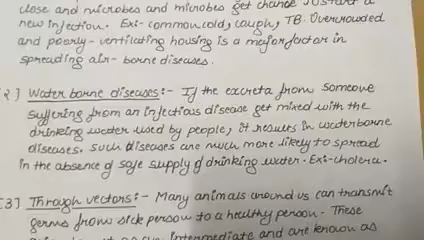 close and microbes and microbes get chance
new injection. Ex:- common cold, cough, TB. Overcrowded
and poorly-ventilating housing is a major factor in
spreading air-borne diseases.
2] Water borne diseases:- If the excreta from someone
suffering from an infectious disease get mixed with the
drinking water used by people, it results in waterborne
diseases. Such diseases are much more likely to spread
in the absence of safe supply of drinking water. Ex:-cholera.
[3] Through vectors:- Many animals around us can transmit
germs from sick person to a healthy person. These
intermediate and are known as